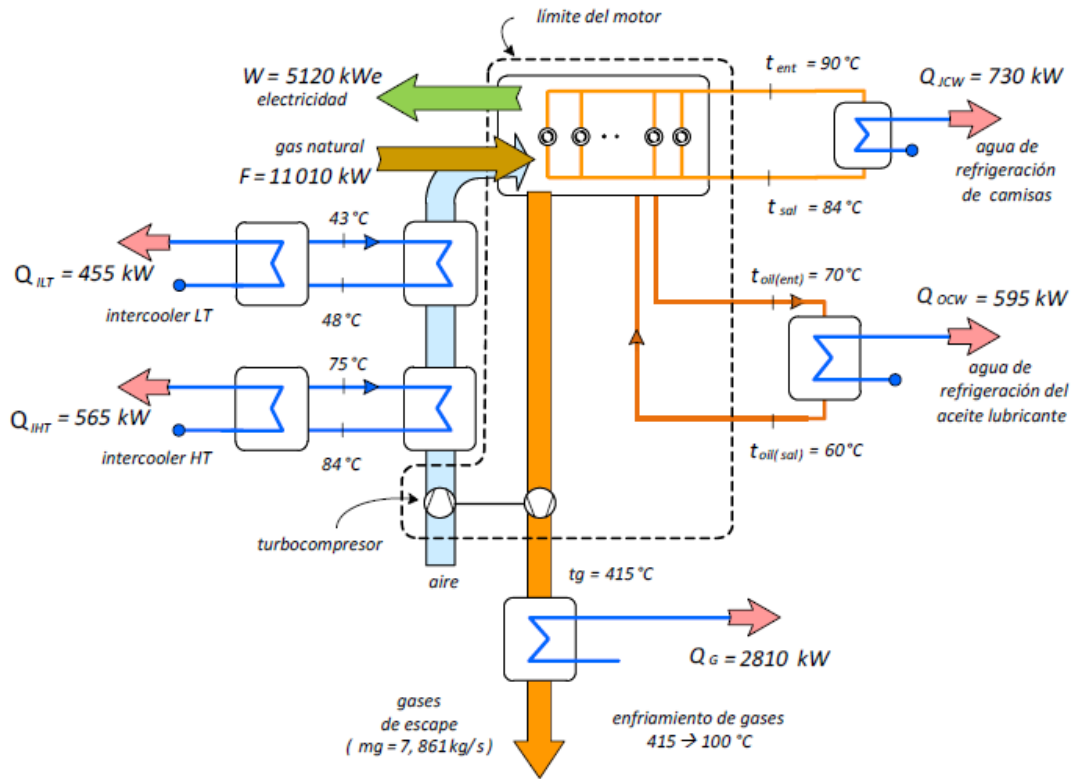 límite del motor
W = 5120 kWe
electricidad
t ent = 90 °C
Q JCW = 730 kW
agua de
refrigeración
de camisas
gas natural
F = 11 010 kW
t sal = 84 °C
43 °C
Q ILT = 455 kW
intercooler LT
48 °C
t oil(ent) = 70 °C
Q OCW = 595 kW
agua de
refrigeración del
aceite lubricante
75 °C
Q IHT = 565 kW
intercooler HT
84 °C
t oil(sal) = 60 °C
turbocompresor
aire
tg = 415 °C
Q G = 2810 kW
gases
de escape
( mg = 7, 861 kg/s )
enfriamiento de gases
415 → 100 °C